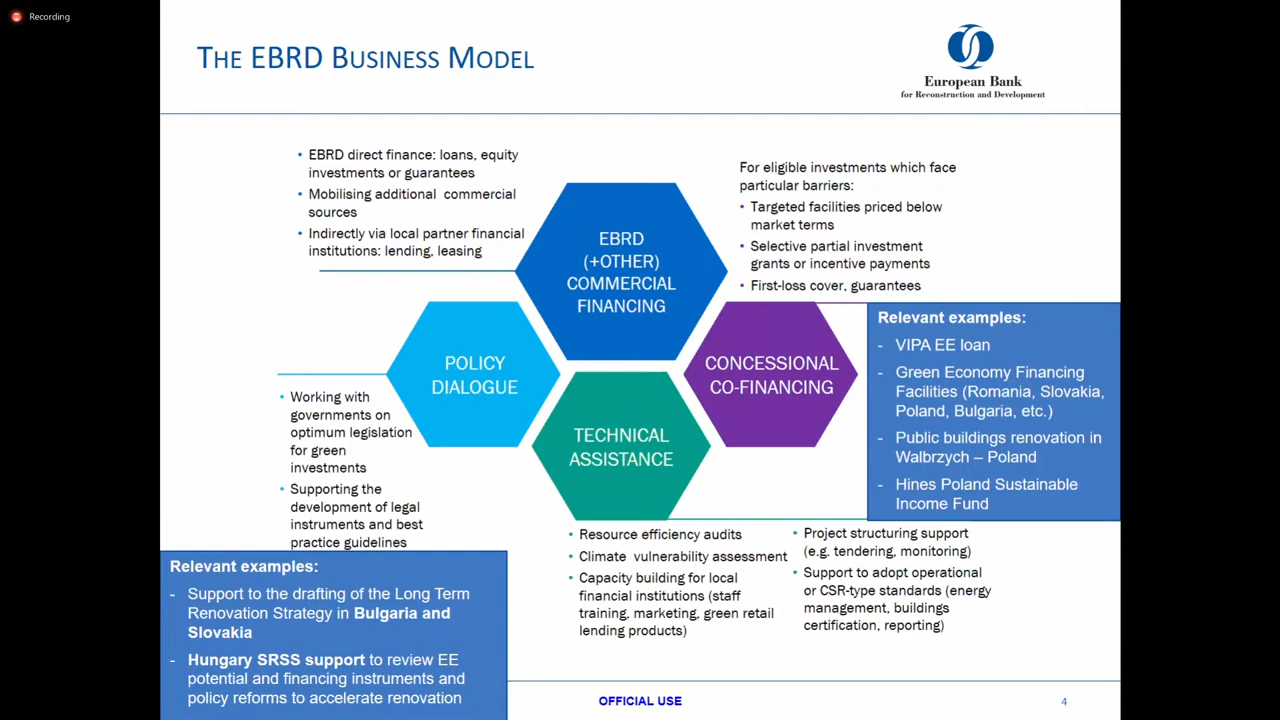 Recording
THE EBRD BUSINESS MODEL
European Bank
for Reconstruction and Development
• EBRD direct finance: loans, equity
investments or guarantees
• Mobilising additional commercial
sources
• Indirectly via local partner financial
institutions: lending, leasing
For eligible investments which face
particular barriers:
• Targeted facilities priced below
market terms
• Selective partial investment
grants or incentive payments
• First-loss cover, guarantees
EBRD
(+OTHER)
COMMERCIAL
FINANCING
POLICY
DIALOGUE
CONCESSIONAL
CO-FINANCING
TECHNICAL
ASSISTANCE
Relevant examples:
- VIPA EE loan
- Green Economy Financing
Facilities (Romania, Slovakia,
Poland, Bulgaria, etc.)
- Public buildings renovation in
Walbrzych – Poland
- Hines Poland Sustainable
Income Fund
• Working with
governments on
optimum legislation
for green
investments
• Supporting the
development of legal
instruments and best
practice guidelines
• Resource efficiency audits
• Climate vulnerability assessment
• Capacity building for local
financial institutions (staff
training, marketing, green retail
lending products)
• Project structuring support
(e.g. tendering, monitoring)
• Support to adopt operational
or CSR-type standards (energy
management, buildings
certification, reporting)
Relevant examples:
- Support to the drafting of the Long Term
Renovation Strategy in Bulgaria and
Slovakia
- Hungary SRSS support to review EE
potential and financing instruments and
policy reforms to accelerate renovation
OFFICIAL USE
4